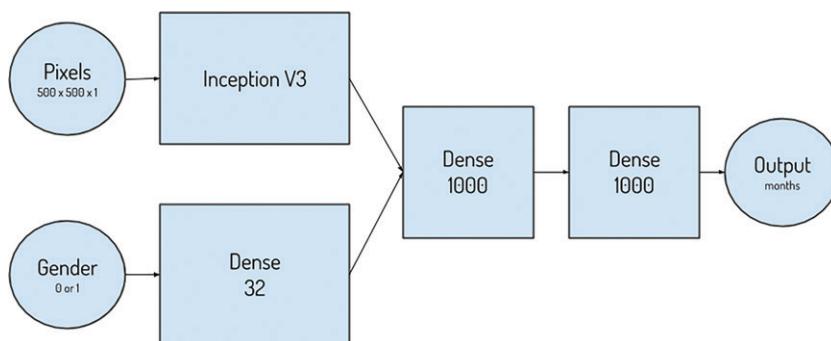 Pixels
500 x 500 x 1
Inception V3
Gender
0 or 1
Dense
32
Dense
1000
Dense
1000
Output
months